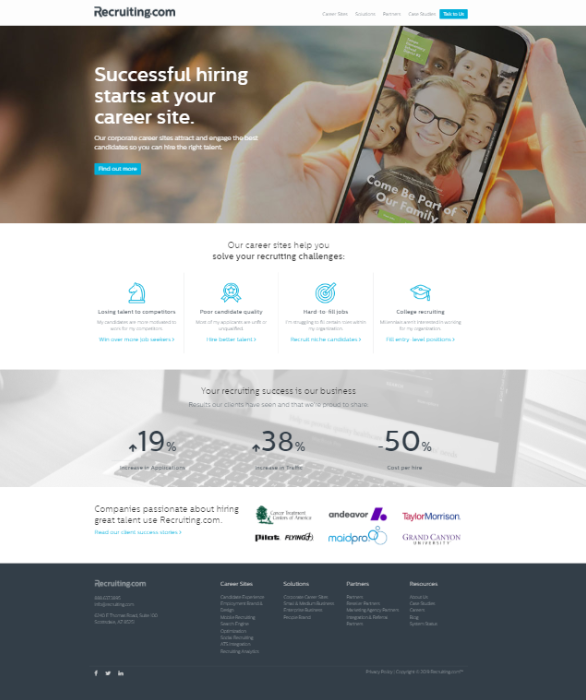 Recruiting.com
Career Sites Solutions Partners Case Studies Talk to Us
Successful hiring
starts at your
career site.
Our corporate career sites attract and engage the best
candidates so you can hire the right talent.
Find out more
Come Be Part of
Our Family
Our career sites help you
solve your recruiting challenges:
Losing talent to competitors
My candidates are more motivated to
work for my competitors.
Win over more job seekers >
Poor candidate quality
Most of my applicants are unfit or
unqualified.
Hire better talent >
Hard-to-fill jobs
I'm struggling to fill certain roles within
my organization.
Recruit niche candidates >
College recruiting
Millennials aren't interested in working
for my organization.
Fill entry-level positions >
Your recruiting success is our business
Results our clients have seen and that we're proud to share.
19%
Increase in Applications
38%
Increase in Traffic
-50%
Cost per hire
Companies passionate about hiring
great talent use Recruiting.com.
Read our client success stories >
Cancer Treatment
Centers of America
andeavor
TaylorMorrison
Pilot FLYING J
maidpro
GRAND CANYON
UNIVERSITY
Recruiting.com
info@recruiting.com
Scottsdale, AZ
Career Sites
Candidate Experience
Employment Brand &
Design
Mobile Recruiting
Search Engine
Optimization
Social Recruiting
ATS Integration
Recruiting Analytics
Solutions
Corporate Career Sites
Small & Medium Business
Enterprise Business
Partners
Partners
Reseller Partners
Marketing Agency Partners
Integration & Referral
Partners
Resources
About Us
Case Studies
Careers
Blog
System Status
Privacy Policy | Copyright © Recruiting.com